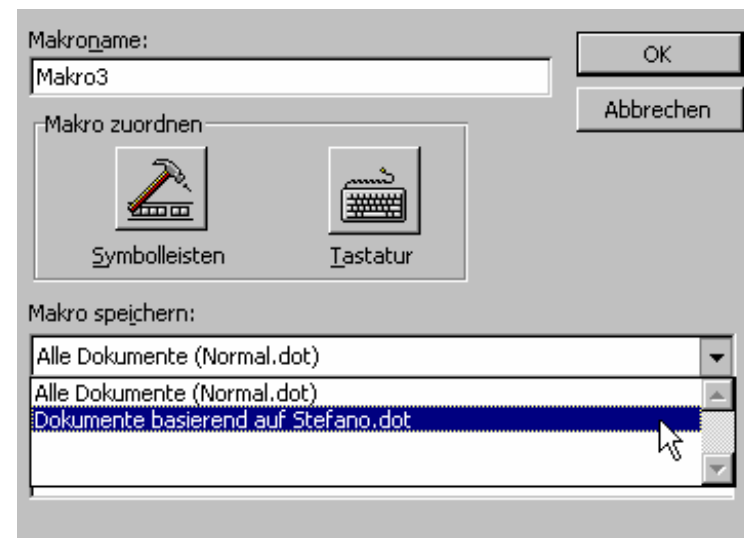 Makroname:
OK
Makro3
Abbrechen
Makro zuordnen
Symbolleisten
Tastatur
Makro speichern:
Alle Dokumente (Normal.dot)
Alle Dokumente (Normal.dot)
Dokumente basierend auf Stefano.dot